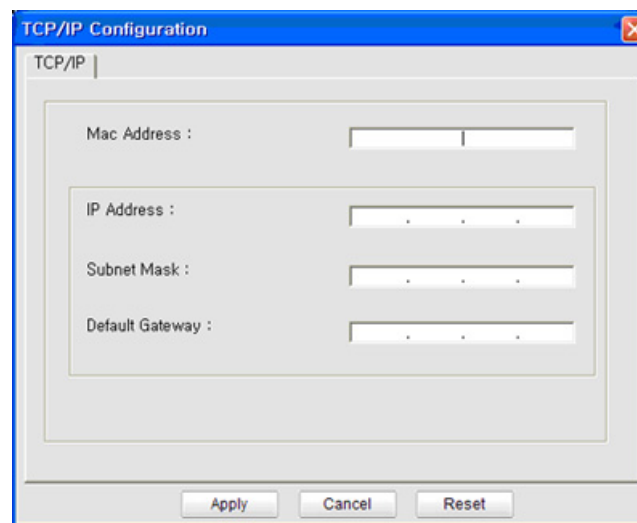 TCP/IP Configuration
TCP/IP
Mac Address :
IP Address :
. . .
Subnet Mask :
. . .
Default Gateway :
. . .
Apply Cancel Reset